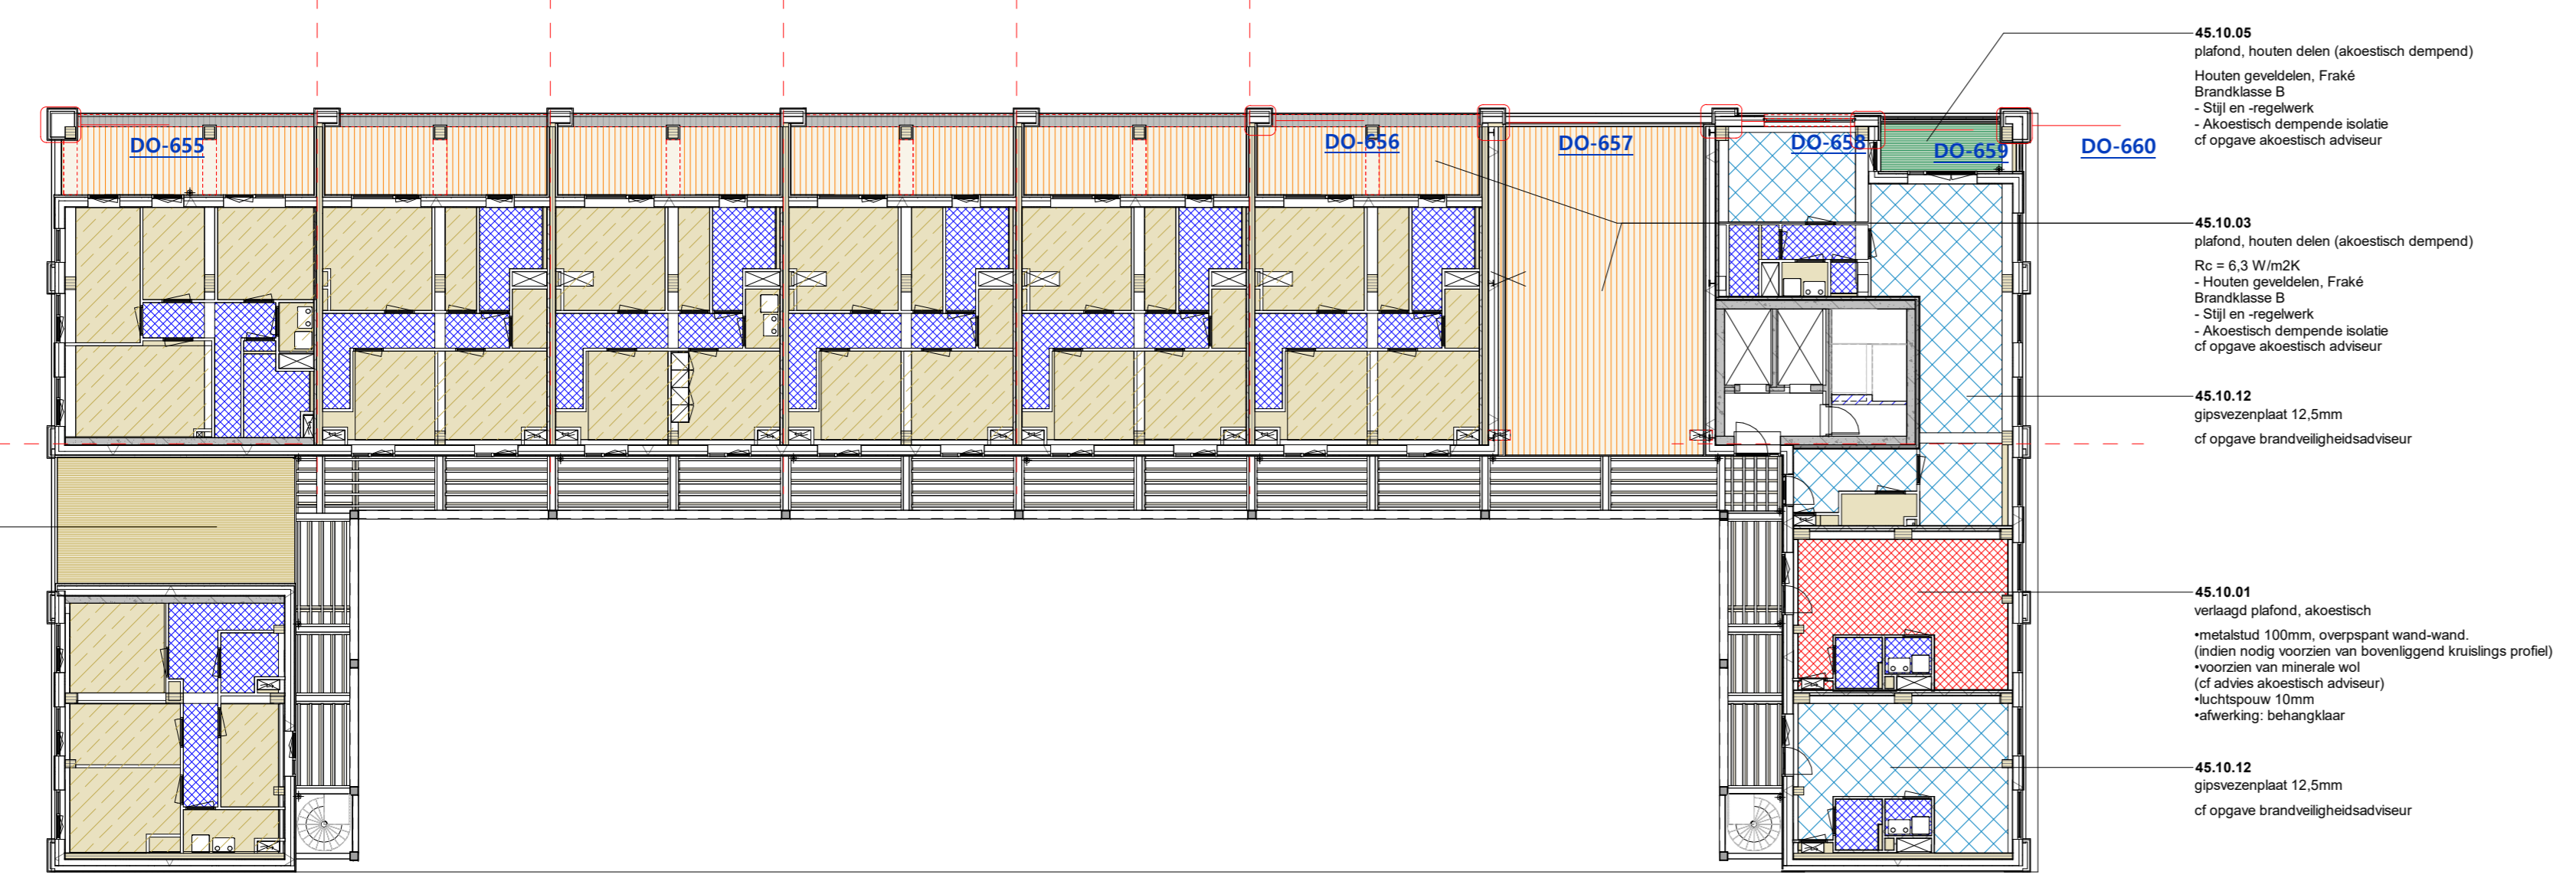 45.10.05
plafond, houten delen (akoestisch dempend)
Houten geveldelen, Fraké
Brandklasse B
- Stijl en -regelwerk
- Akoestisch dempende isolatie
cf opgave akoestisch adviseur
DO-655
DO-656
DO-657
DO-658
DO-659
DO-660
45.10.03
plafond, houten delen (akoestisch dempend)
Rc = 6,3 W/m2K
- Houten geveldelen, Fraké
Brandklasse B
- Stijl en -regelwerk
- Akoestisch dempende isolatie
cf opgave akoestisch adviseur
45.10.12
gipsvezenplaat 12,5mm
cf opgave brandveiligheidsadviseur
45.10.01
verlaagd plafond, akoestisch
•metalstud 100mm, overpspant wand-wand.
(indien nodig voorzien van bovenliggend kruislings profiel)
•voorzien van minerale wol
(cf advies akoestisch adviseur)
•luchtspouw 10mm
•afwerking: behangklaar
45.10.12
gipsvezenplaat 12,5mm
cf opgave brandveiligheidsadviseur